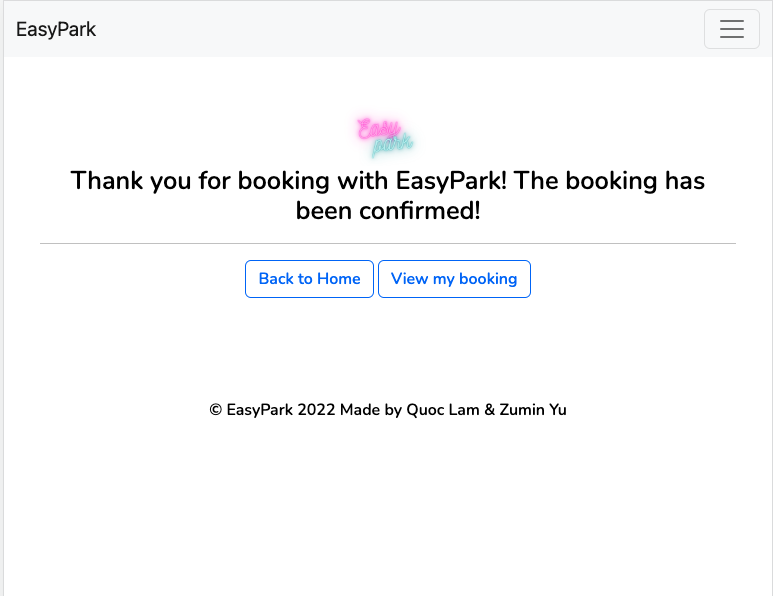 EasyPark
Easy
park
Thank you for booking with EasyPark! The booking has
been confirmed!
Back to Home View my booking
© EasyPark 2022 Made by Quoc Lam & Zumin Yu